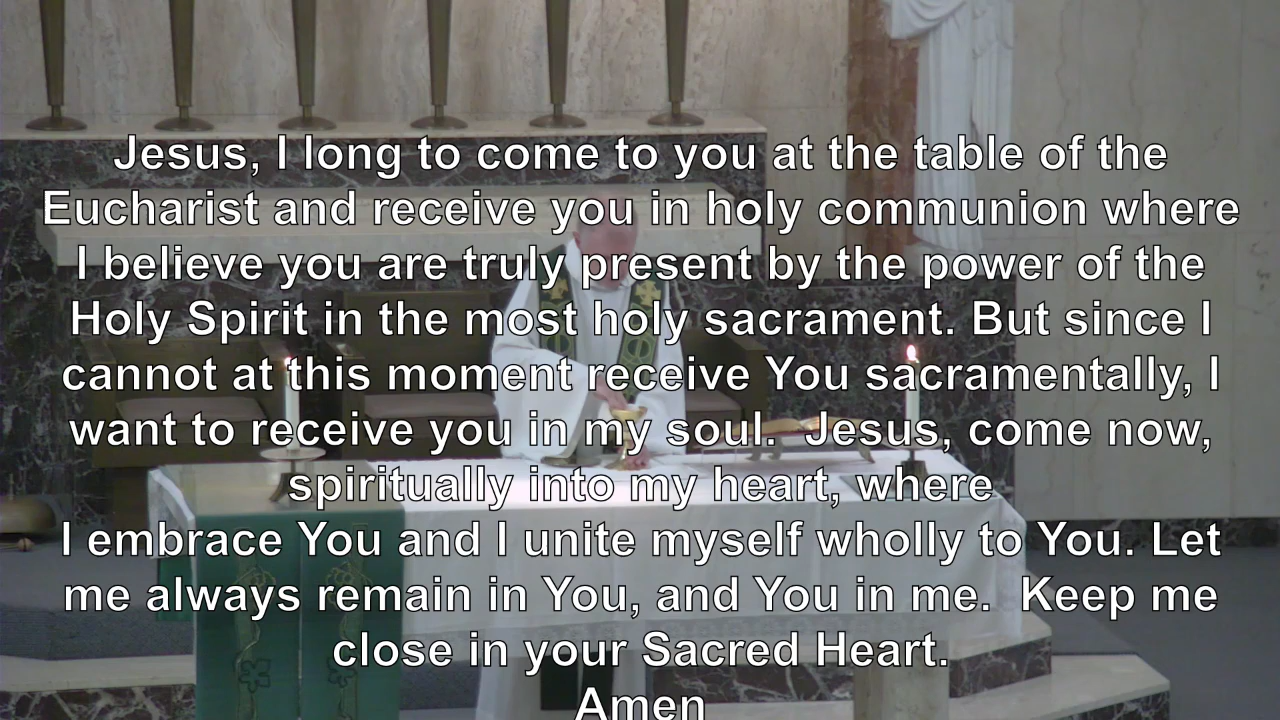 Jesus, I long to come to you at the table of the
Eucharist and receive you in holy communion where
I believe you are truly present by the power of the
Holy Spirit in the most holy sacrament. But since I
cannot at this moment receive You sacramentally, I
want to receive you in my soul.  Jesus, come now,
spiritually into my heart, where
I embrace You and I unite myself wholly to You. Let
me always remain in You, and You in me.  Keep me
close in your Sacred Heart.
Amen